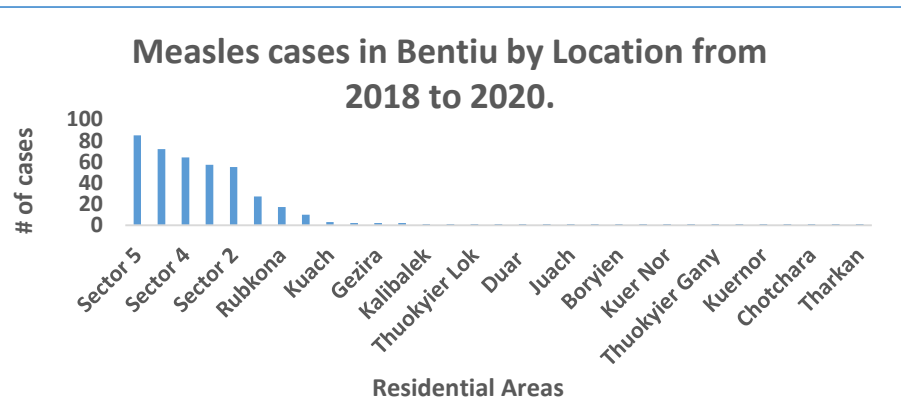 Measles cases in Bentiu by Location from
2018 to 2020.
# of cases
100
80
60
40
20
0
Sector 5
Sector 4
Sector 2
Rubkona
Kuach
Gezira
Kalibalek
Thuokyier Lok
Duar
Juach
Boryien
Kuer Nor
Thuokyier Gany
Kuernor
Chotchara
Tharkan
Residential Areas